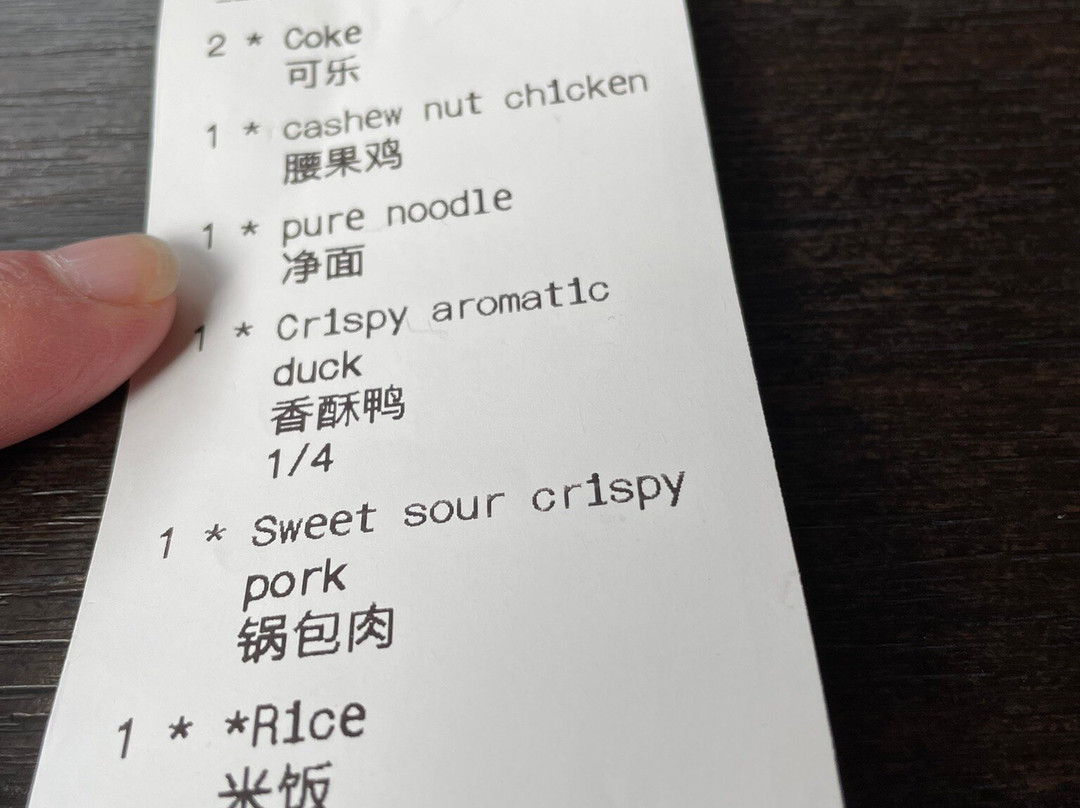 2 * Coke
可乐
1 * cashew nut ch1cken
腰果鸡
1 * pure noodle
净面
1 * Cr1spy aromat1c
duck
香酥鸭
1/4
1 * Sweet sour cr1spy
pork
锅包肉
1 * *R1ce
米饭